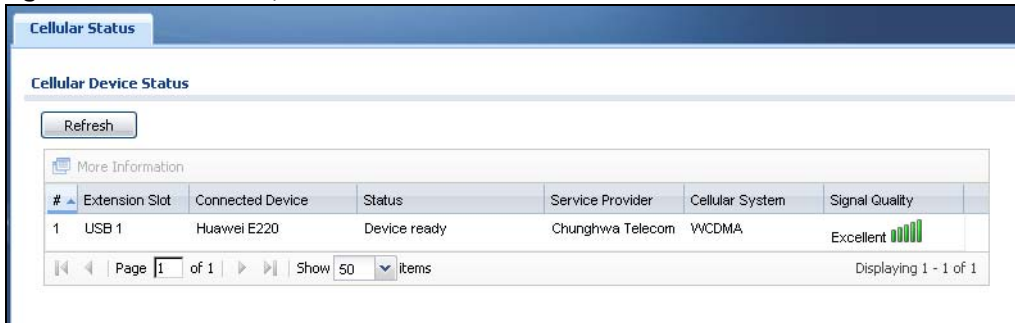 Cellular Status
Cellular Device Status
Refresh
More Information
# Extension Slot Connected Device Status Service Provider Cellular System Signal Quality
1 USB 1 Huawei E220 Device ready Chunghwa Telecom WCDMA Excellent
Page 1 of 1 Show 50 items Displaying 1 - 1 of 1